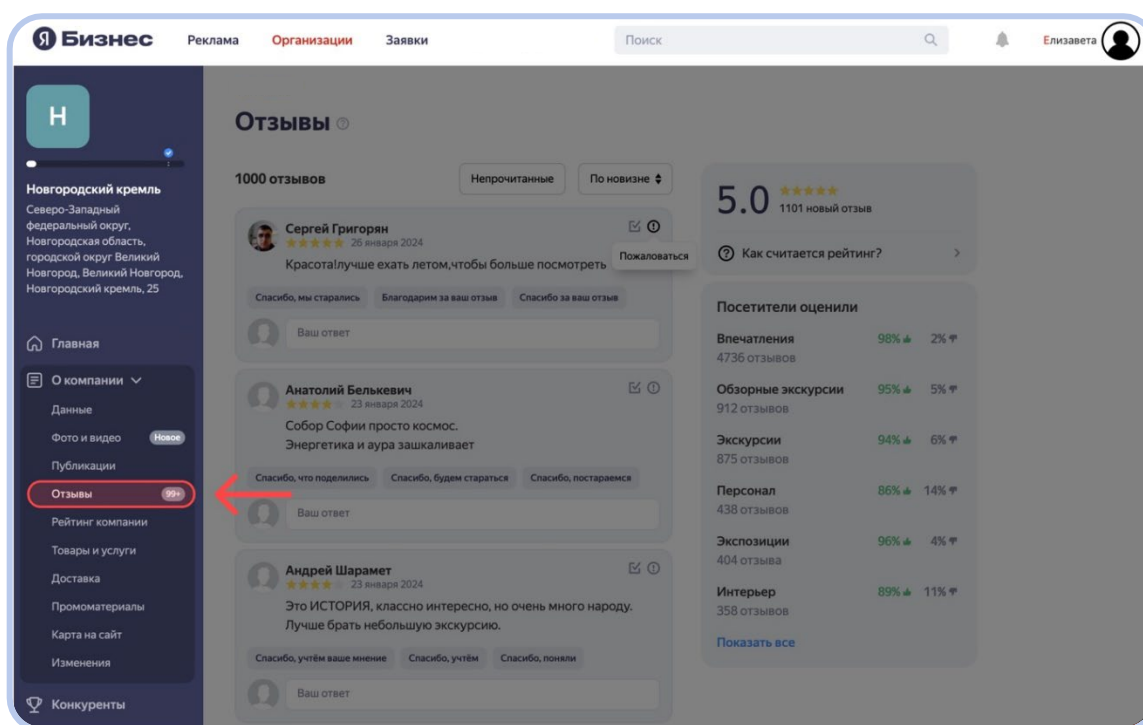 Я Бизнес
Реклама
Организации
Заявки
Поиск
Елизавета
Н
Новгородский кремль
Северо-Западный
федеральный округ,
Новгородская область,
городской округ Великий
Новгород, Великий Новгород,
Новгородский кремль, 25
Главная
О компании
Данные
Фото и видео Новое
Публикации
Отзывы 99+
Рейтинг компании
Товары и услуги
Доставка
Промоматериалы
Карта на сайт
Изменения
Конкуренты
Отзывы
1000 отзывов
Непрочитанные
По новизне
Сергей Григорян
26 января 2024
Пожаловаться
Красота!лучше ехать летом,чтобы больше посмотреть
Спасибо, мы старались
Благодарим за ваш отзыв
Спасибо за ваш отзыв
Ваш ответ
Анатолий Белькевич
23 января 2024
Собор Софии просто космос.
Энергетика и аура зашкаливает
Спасибо, что поделились
Спасибо, будем стараться
Спасибо, постараемся
Ваш ответ
Андрей Шарамет
23 января 2024
Это ИСТОРИЯ, классно интересно, но очень много народу.
Лучше брать небольшую экскурсию.
Спасибо, учтём ваше мнение
Спасибо, учтём
Спасибо, поняли
Ваш ответ
5.0
1101 новый отзыв
Как считается рейтинг?
Посетители оценили
Впечатления 98% 2%
4736 отзывов
Обзорные экскурсии 95% 5%
912 отзывов
Экскурсии 94% 6%
875 отзывов
Персонал 86% 14%
438 отзывов
Экспозиции 96% 4%
404 отзыва
Интерьер 89% 11%
358 отзывов
Показать все